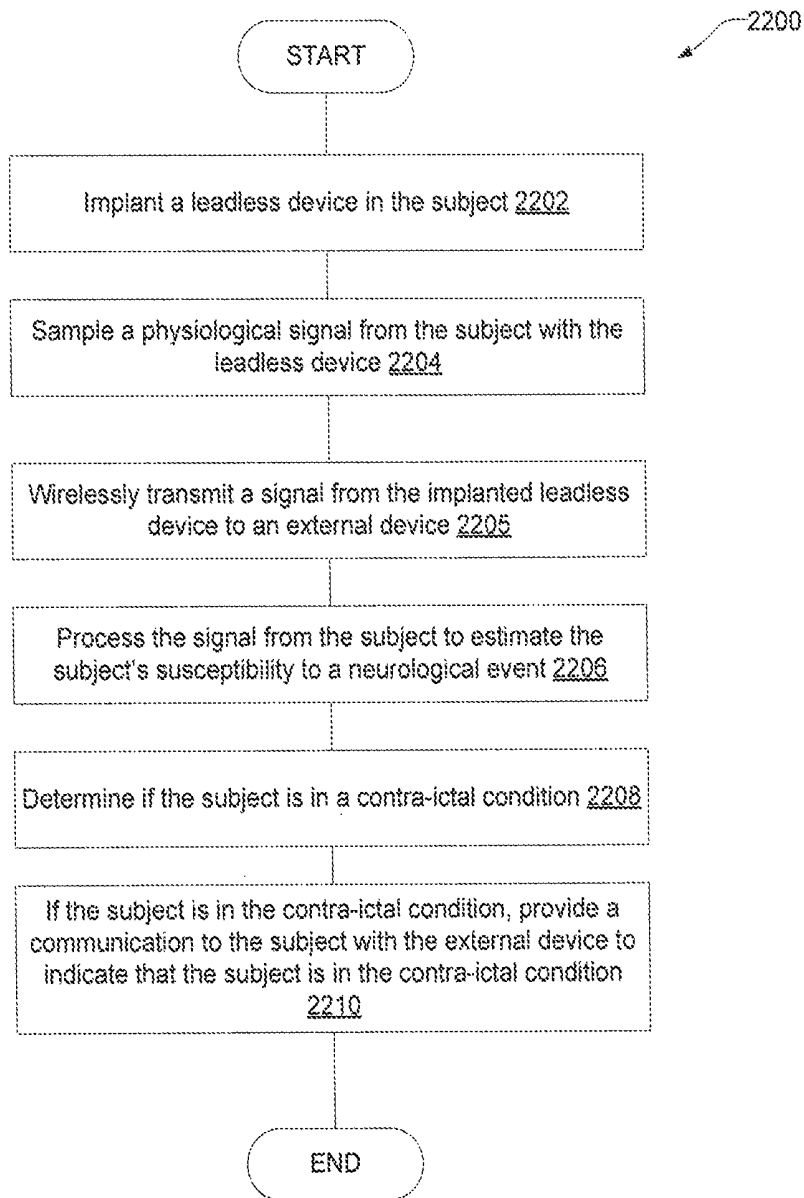 2200
START
Implant a leadless device in the subject 2202
Sample a physiological signal from the subject with the
leadless device 2204
Wirelessly transmit a signal from the implanted leadless
device to an external device 2205
Process the signal from the subject to estimate the
subject's susceptibility to a neurological event 2206
Determine if the subject is in a contra-ictal condition 2208
If the subject is in the contra-ictal condition, provide a
communication to the subject with the external device to
indicate that the subject is in the contra-ictal condition
2210
END